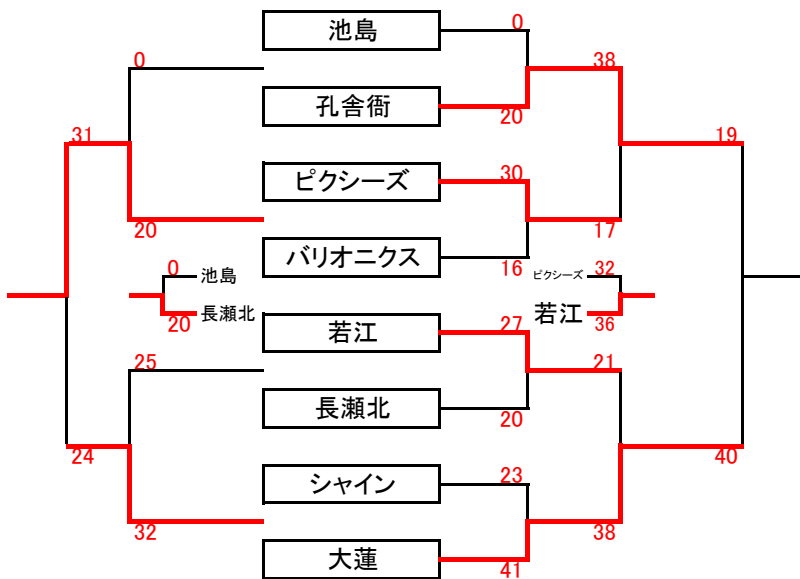 池島
0
0
38
孔舎衙
20
31
19
ピクシーズ
30
20
17
バリオニクス
16
0
池島
ピクシーズ
32
20
長瀬北
若江
36
若江
27
25
21
長瀬北
20
24
40
シャイン
23
32
38
大蓮
41